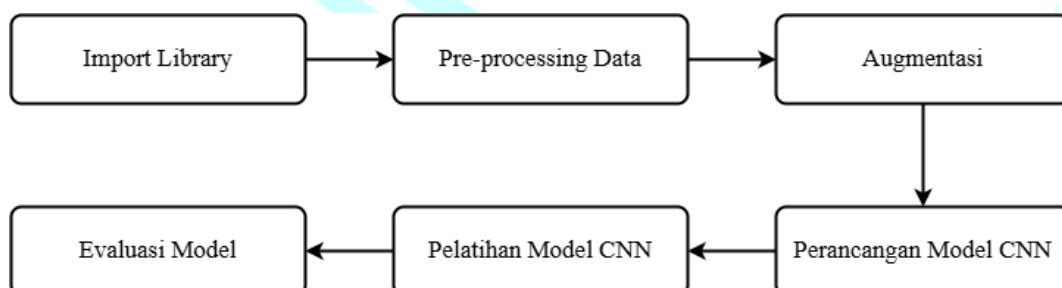 Import Library
Pre-processing Data
Augmentasi
Perancangan Model CNN
Pelatihan Model CNN
Evaluasi Model